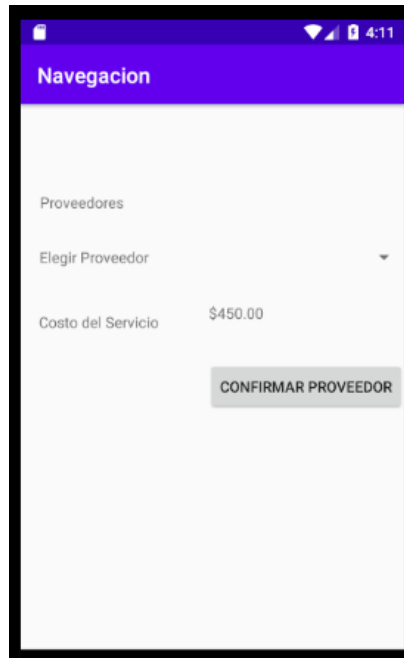 4:11
Navegacion
Proveedores
Elegir Proveedor
Costo del Servicio $450.00
CONFIRMAR PROVEEDOR